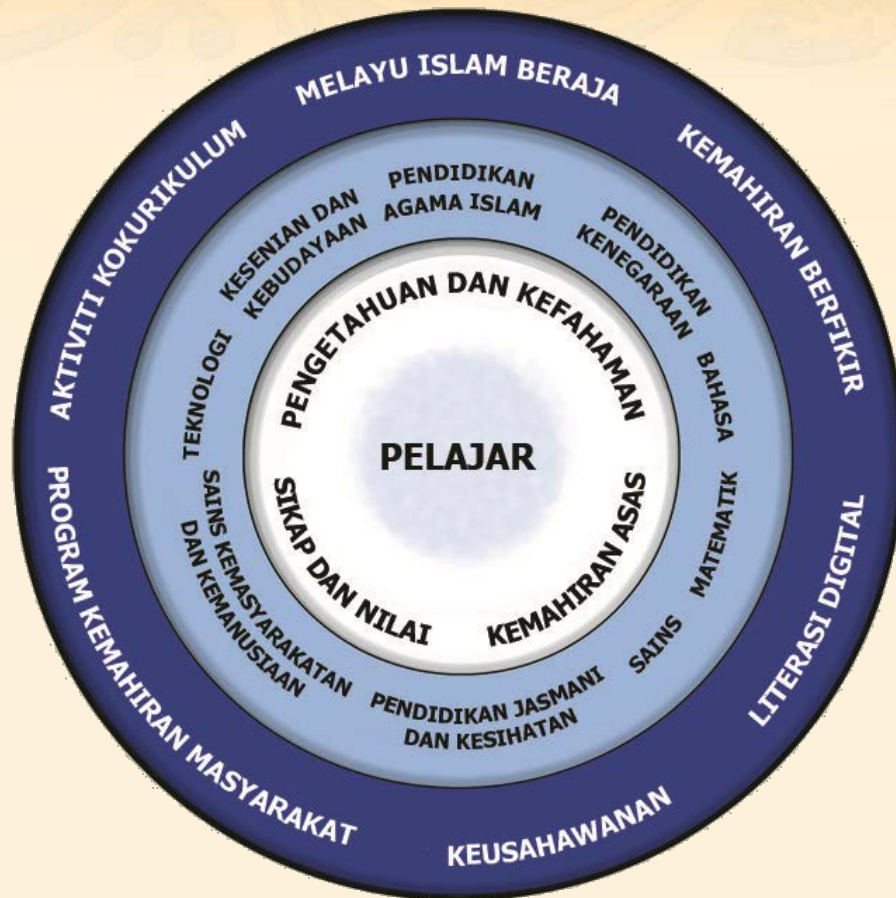 MELAYU ISLAM BERAJA
KEMAHIRAN BERFIKIR
LITERASI DIGITAL
KEUSAHAWANAN
PROGRAM KEMAHIRAN MASYARAKAT
AKTIVITI KOKURIKULUM
PENDIDIKAN
AGAMA ISLAM
PENDIDIKAN
KENEGARAAN
BAHASA
MATEMATIK
SAINS
PENDIDIKAN JASMANI
DAN KESIHATAN
SAINS KEMASYARAKATAN
DAN KEMANUSIAAN
TEKNOLOGI
KESENIAN DAN
KEBUDAYAAN
PENGETAHUAN DAN KEFAHAMAN
KEMAHIRAN ASAS
SIKAP DAN NILAI
PELAJAR